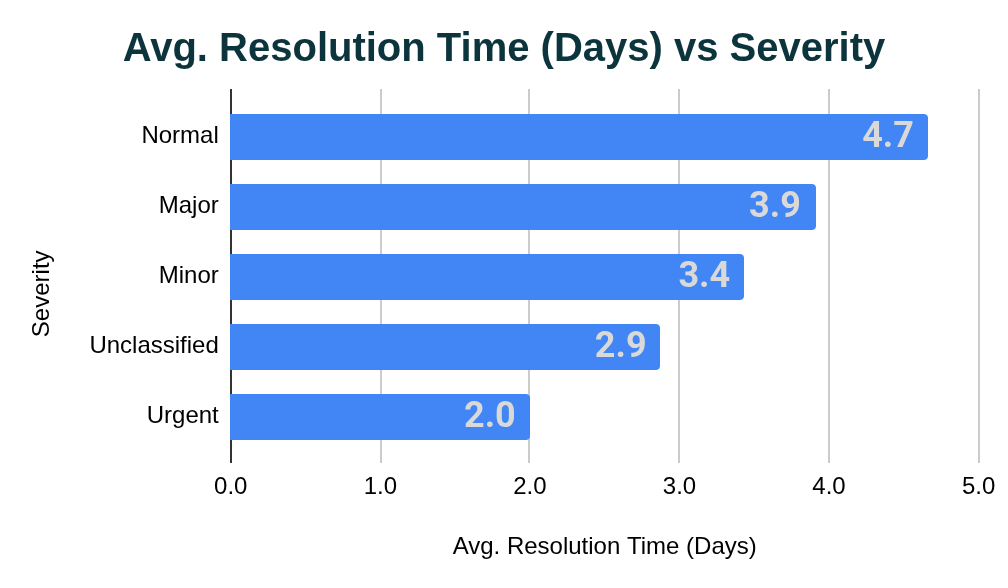 Avg. Resolution Time (Days) vs Severity
Severity
Normal 4.7
Major 3.9
Minor 3.4
Unclassified 2.9
Urgent 2.0
0.0 1.0 2.0 3.0 4.0 5.0
Avg. Resolution Time (Days)